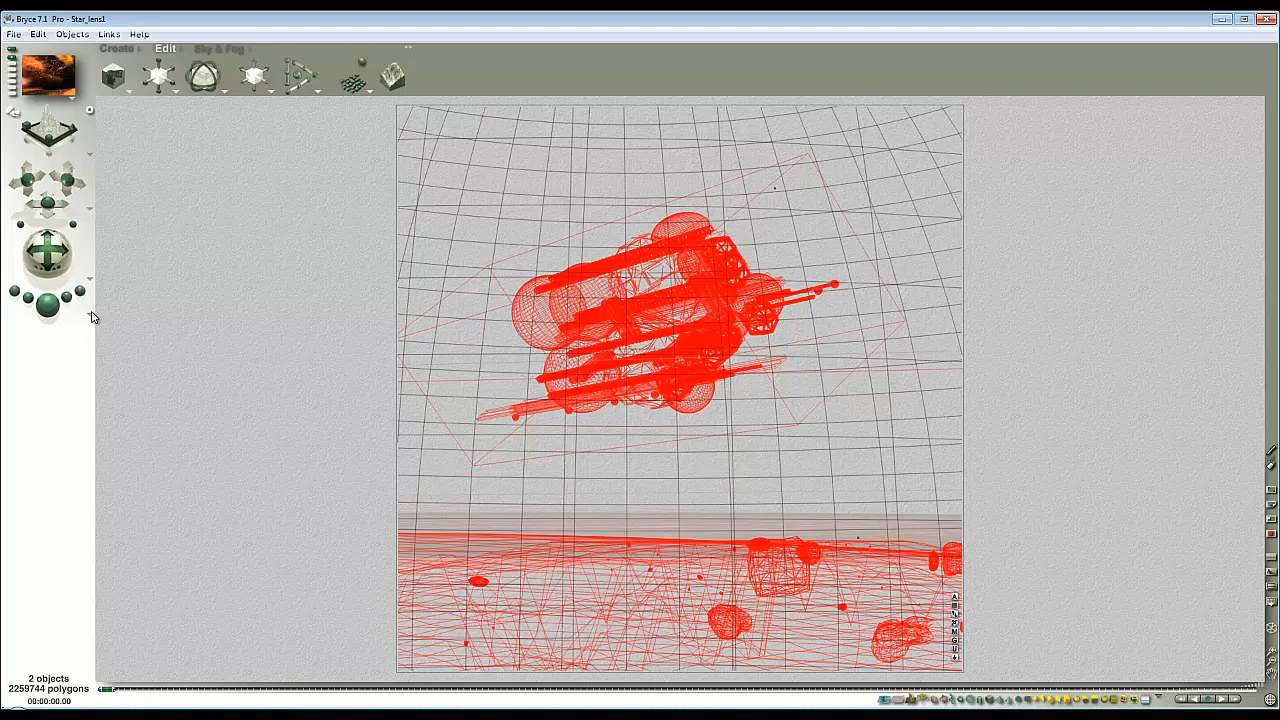 Bryce 7.1 Pro - Star_lens1
File Edit Objects Links Help
Create Edit Sky & Fog
A
M
G
U
2 objects
2259744 polygons
00:00:00.00